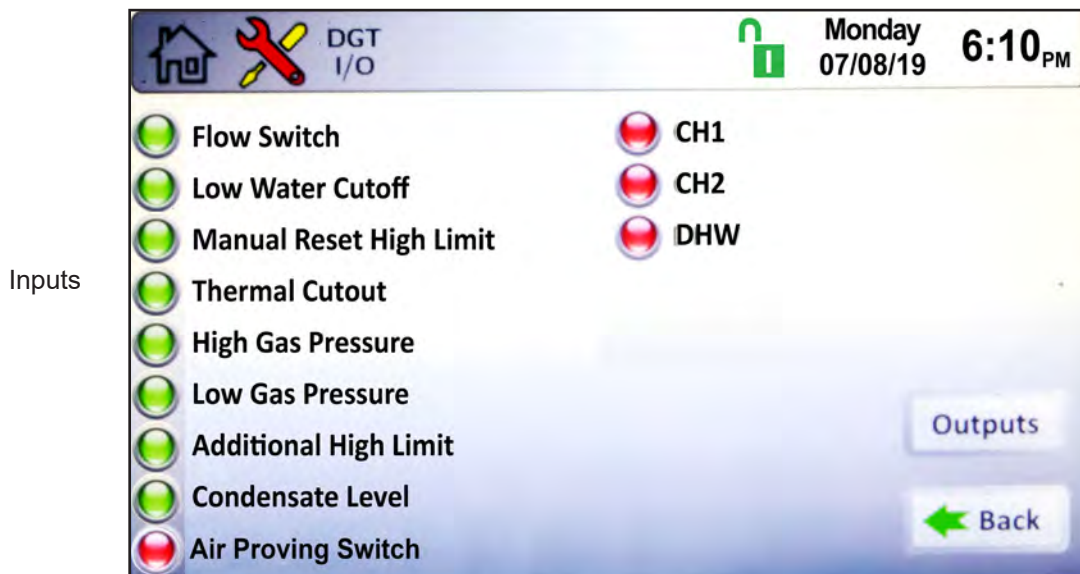 DGT
I/O
Monday
07/08/19
6:10PM
Inputs
Flow Switch
Low Water Cutoff
Manual Reset High Limit
Thermal Cutout
High Gas Pressure
Low Gas Pressure
Additional High Limit
Condensate Level
Air Proving Switch
CH1
CH2
DHW
Outputs
Back